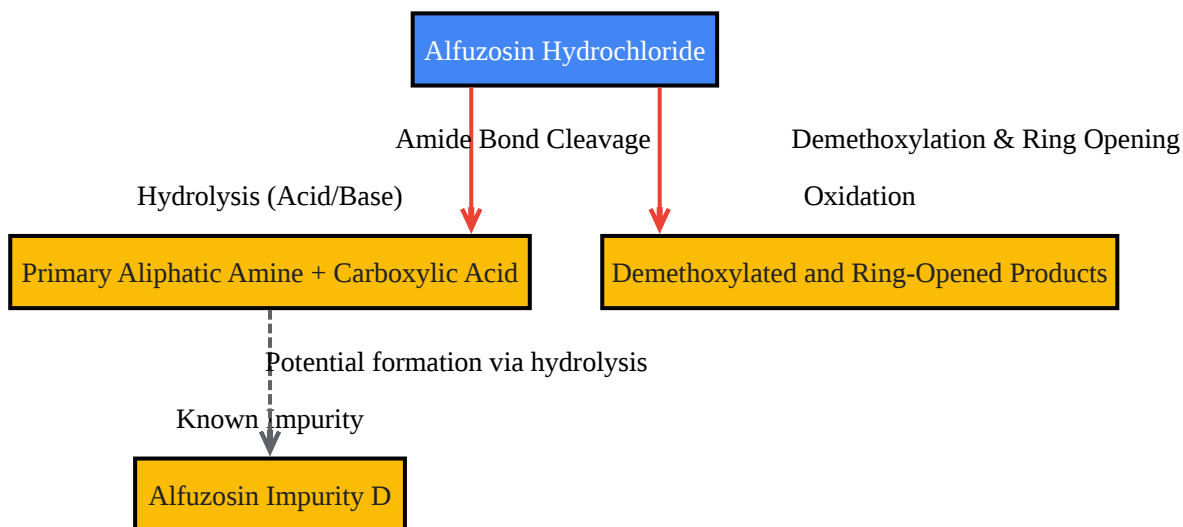 Alfuzosin Hydrochloride
Amide Bond Cleavage
Demethoxylation & Ring Opening
Hydrolysis (Acid/Base)
Oxidation
Primary Aliphatic Amine + Carboxylic Acid
Demethoxylated and Ring-Opened Products
Potential formation via hydrolysis
Known Impurity
Alfuzosin Impurity D